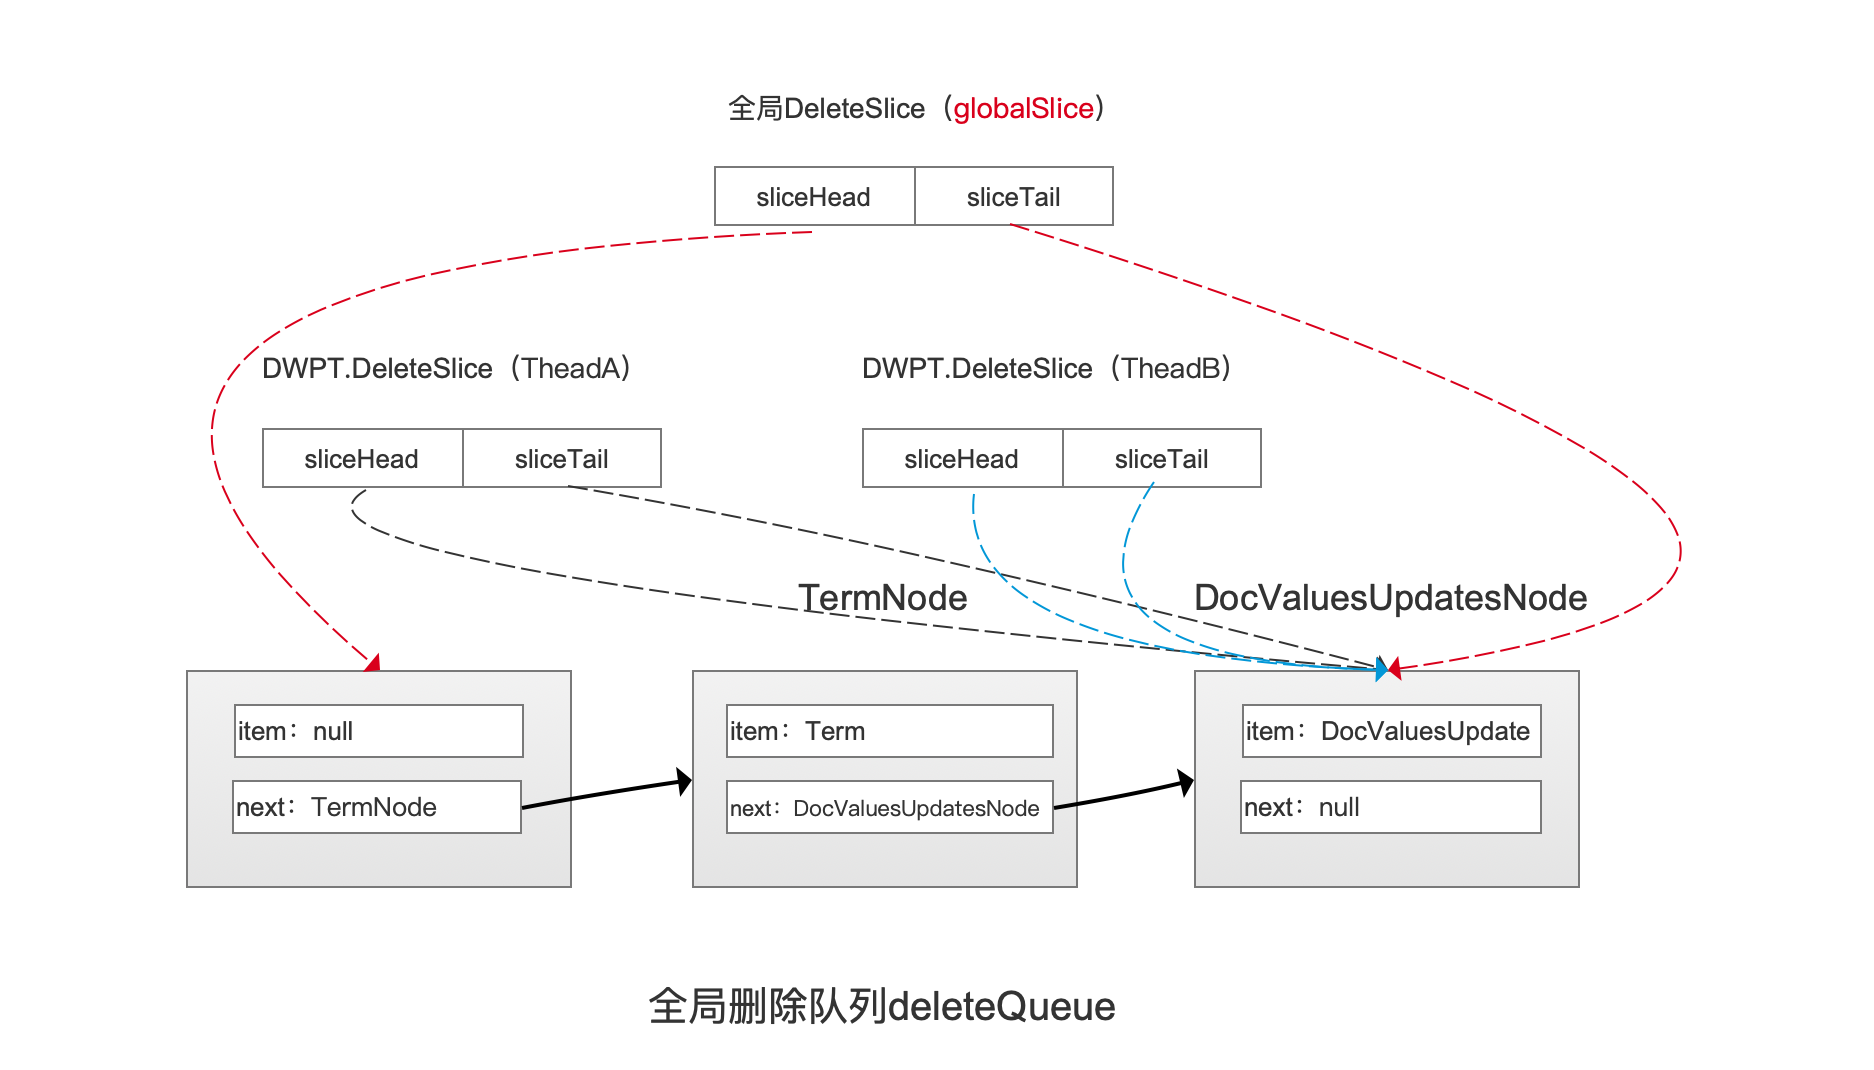 全局DeleteSlice（globalSlice）
sliceHead sliceTail
DWPT.DeleteSlice（TheadA） DWPT.DeleteSlice（TheadB）
sliceHead sliceTail sliceHead sliceTail
TermNode DocValuesUpdatesNode
item：null item：Term item：DocValuesUpdate
next：TermNode next：DocValuesUpdatesNode next：null
全局删除队列deleteQueue